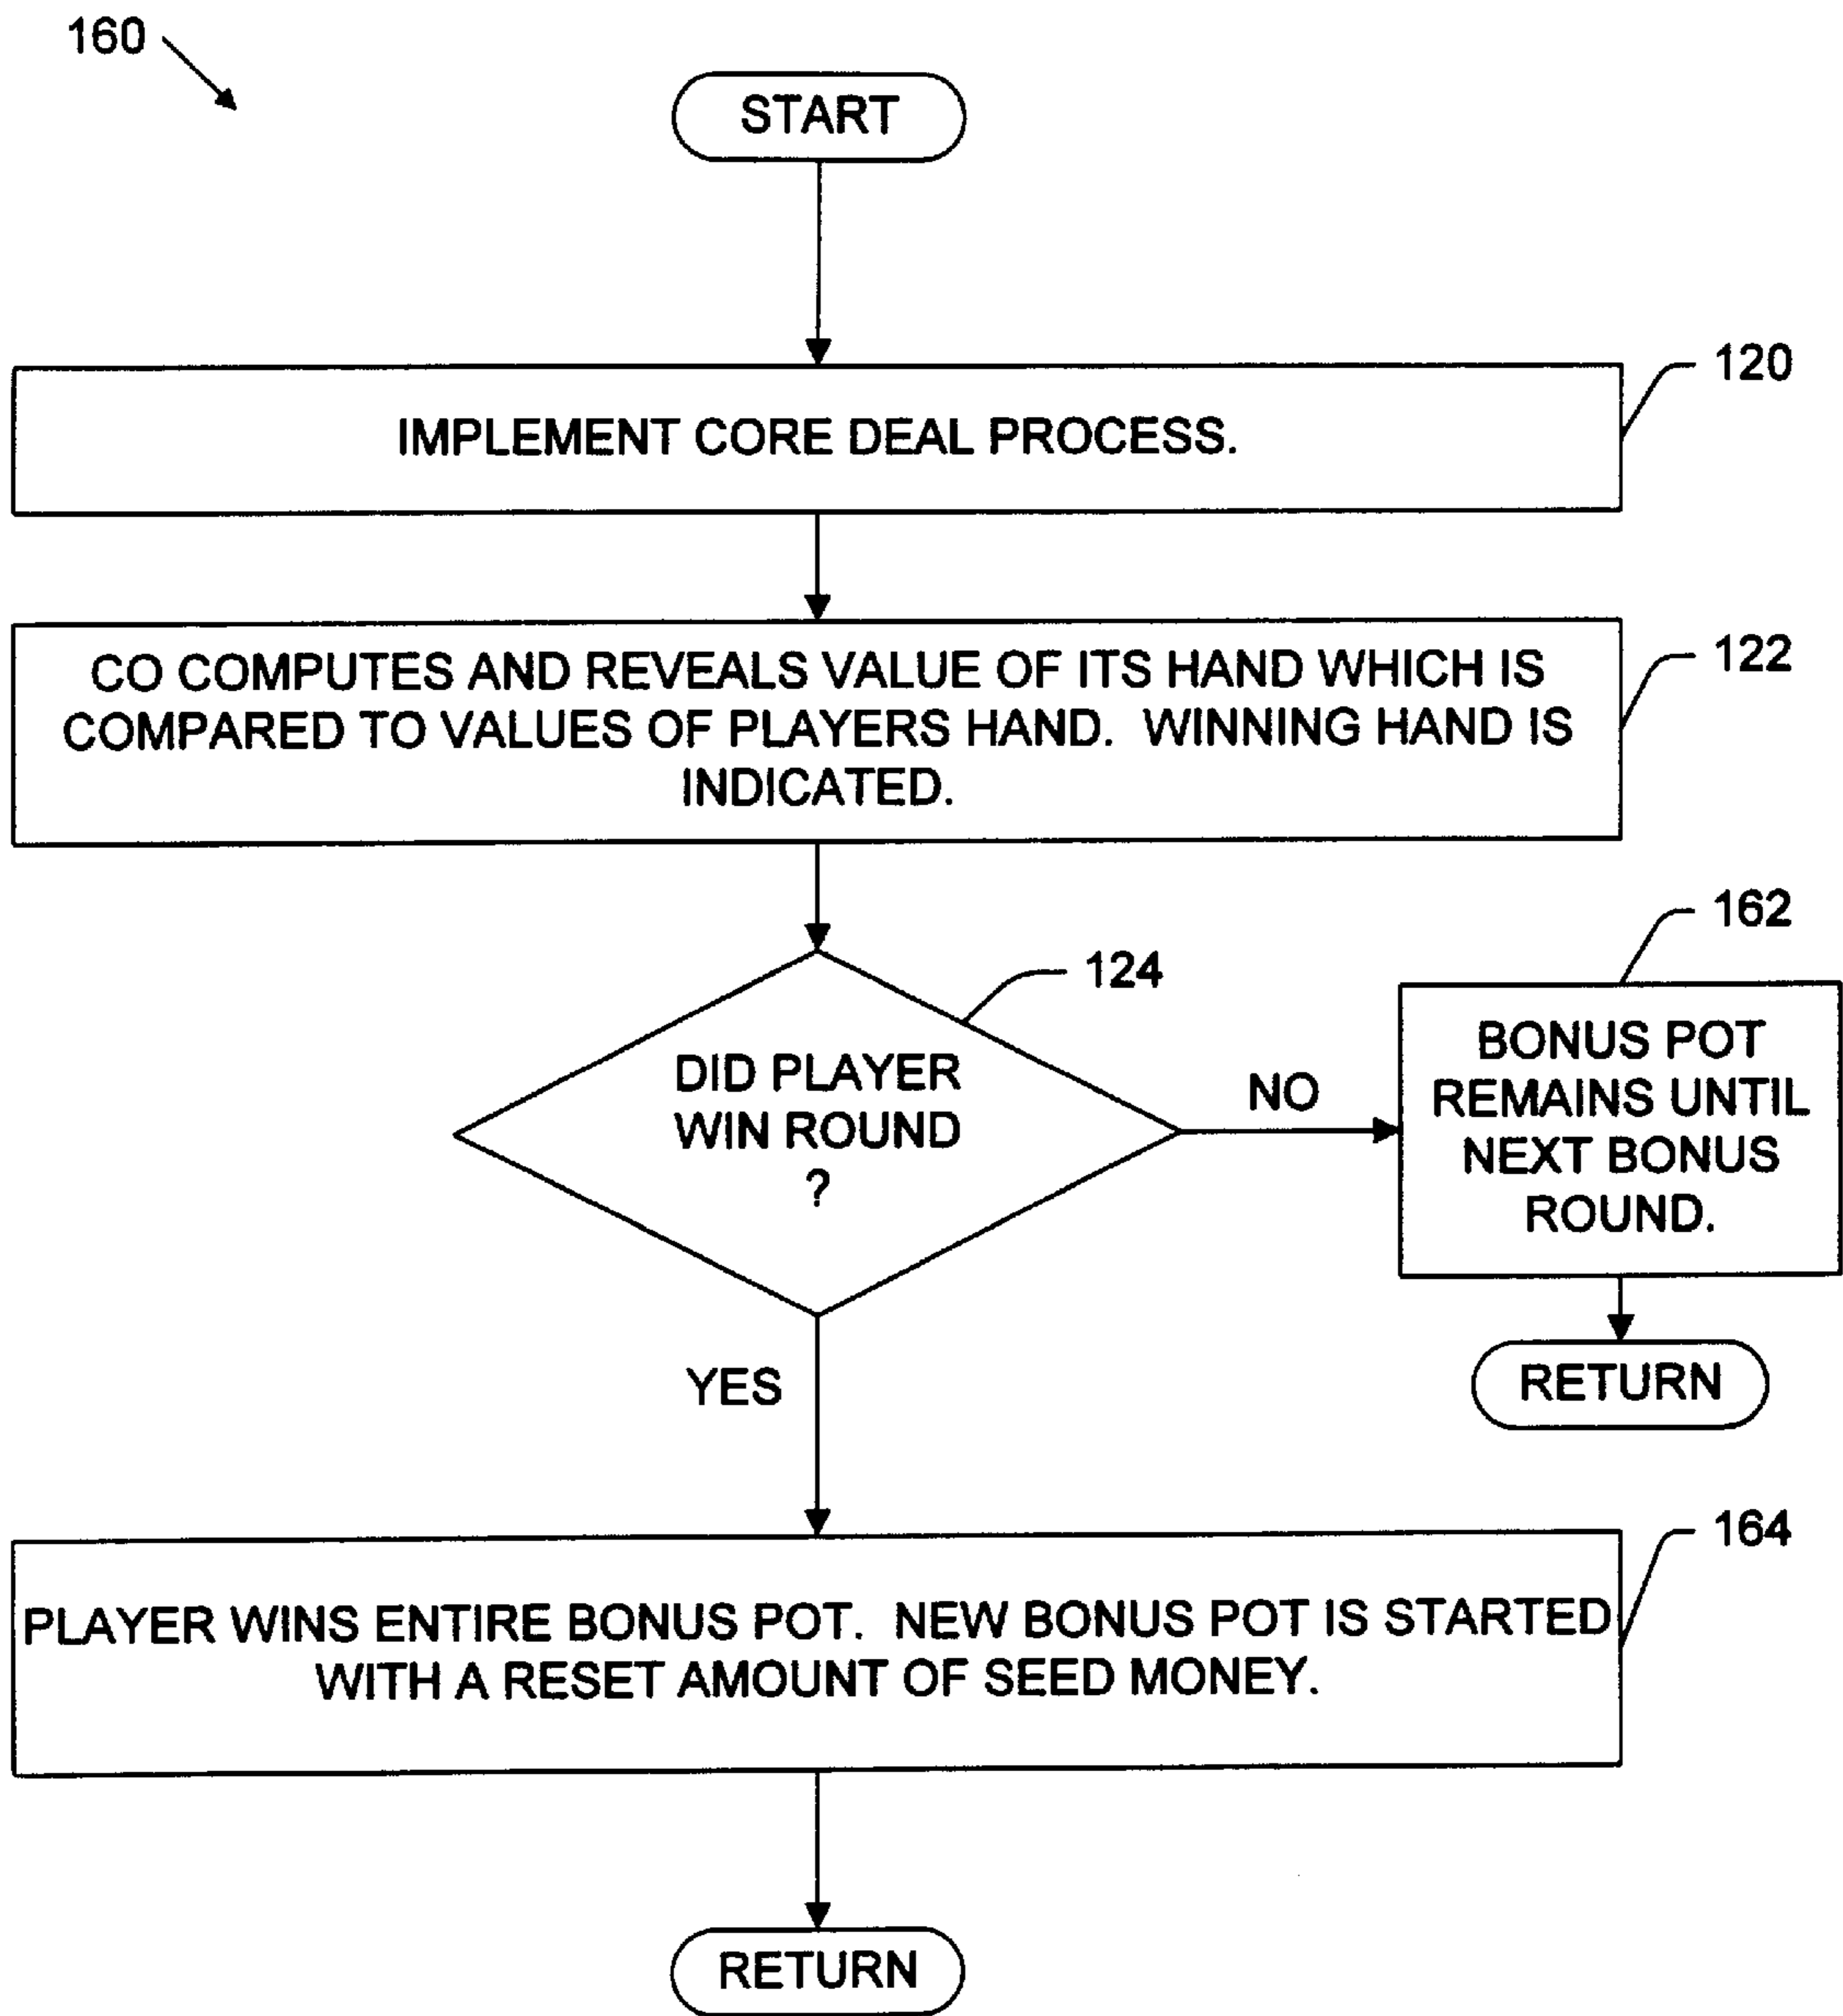 160
START
120
IMPLEMENT CORE DEAL PROCESS.
122
CO COMPUTES AND REVEALS VALUE OF ITS HAND WHICH IS
COMPARED TO VALUES OF PLAYERS HAND. WINNING HAND IS
INDICATED.
124
DID PLAYER
WIN ROUND
?
NO
162
BONUS POT
REMAINS UNTIL
NEXT BONUS
ROUND.
RETURN
YES
164
PLAYER WINS ENTIRE BONUS POT. NEW BONUS POT IS STARTED
WITH A RESET AMOUNT OF SEED MONEY.
RETURN